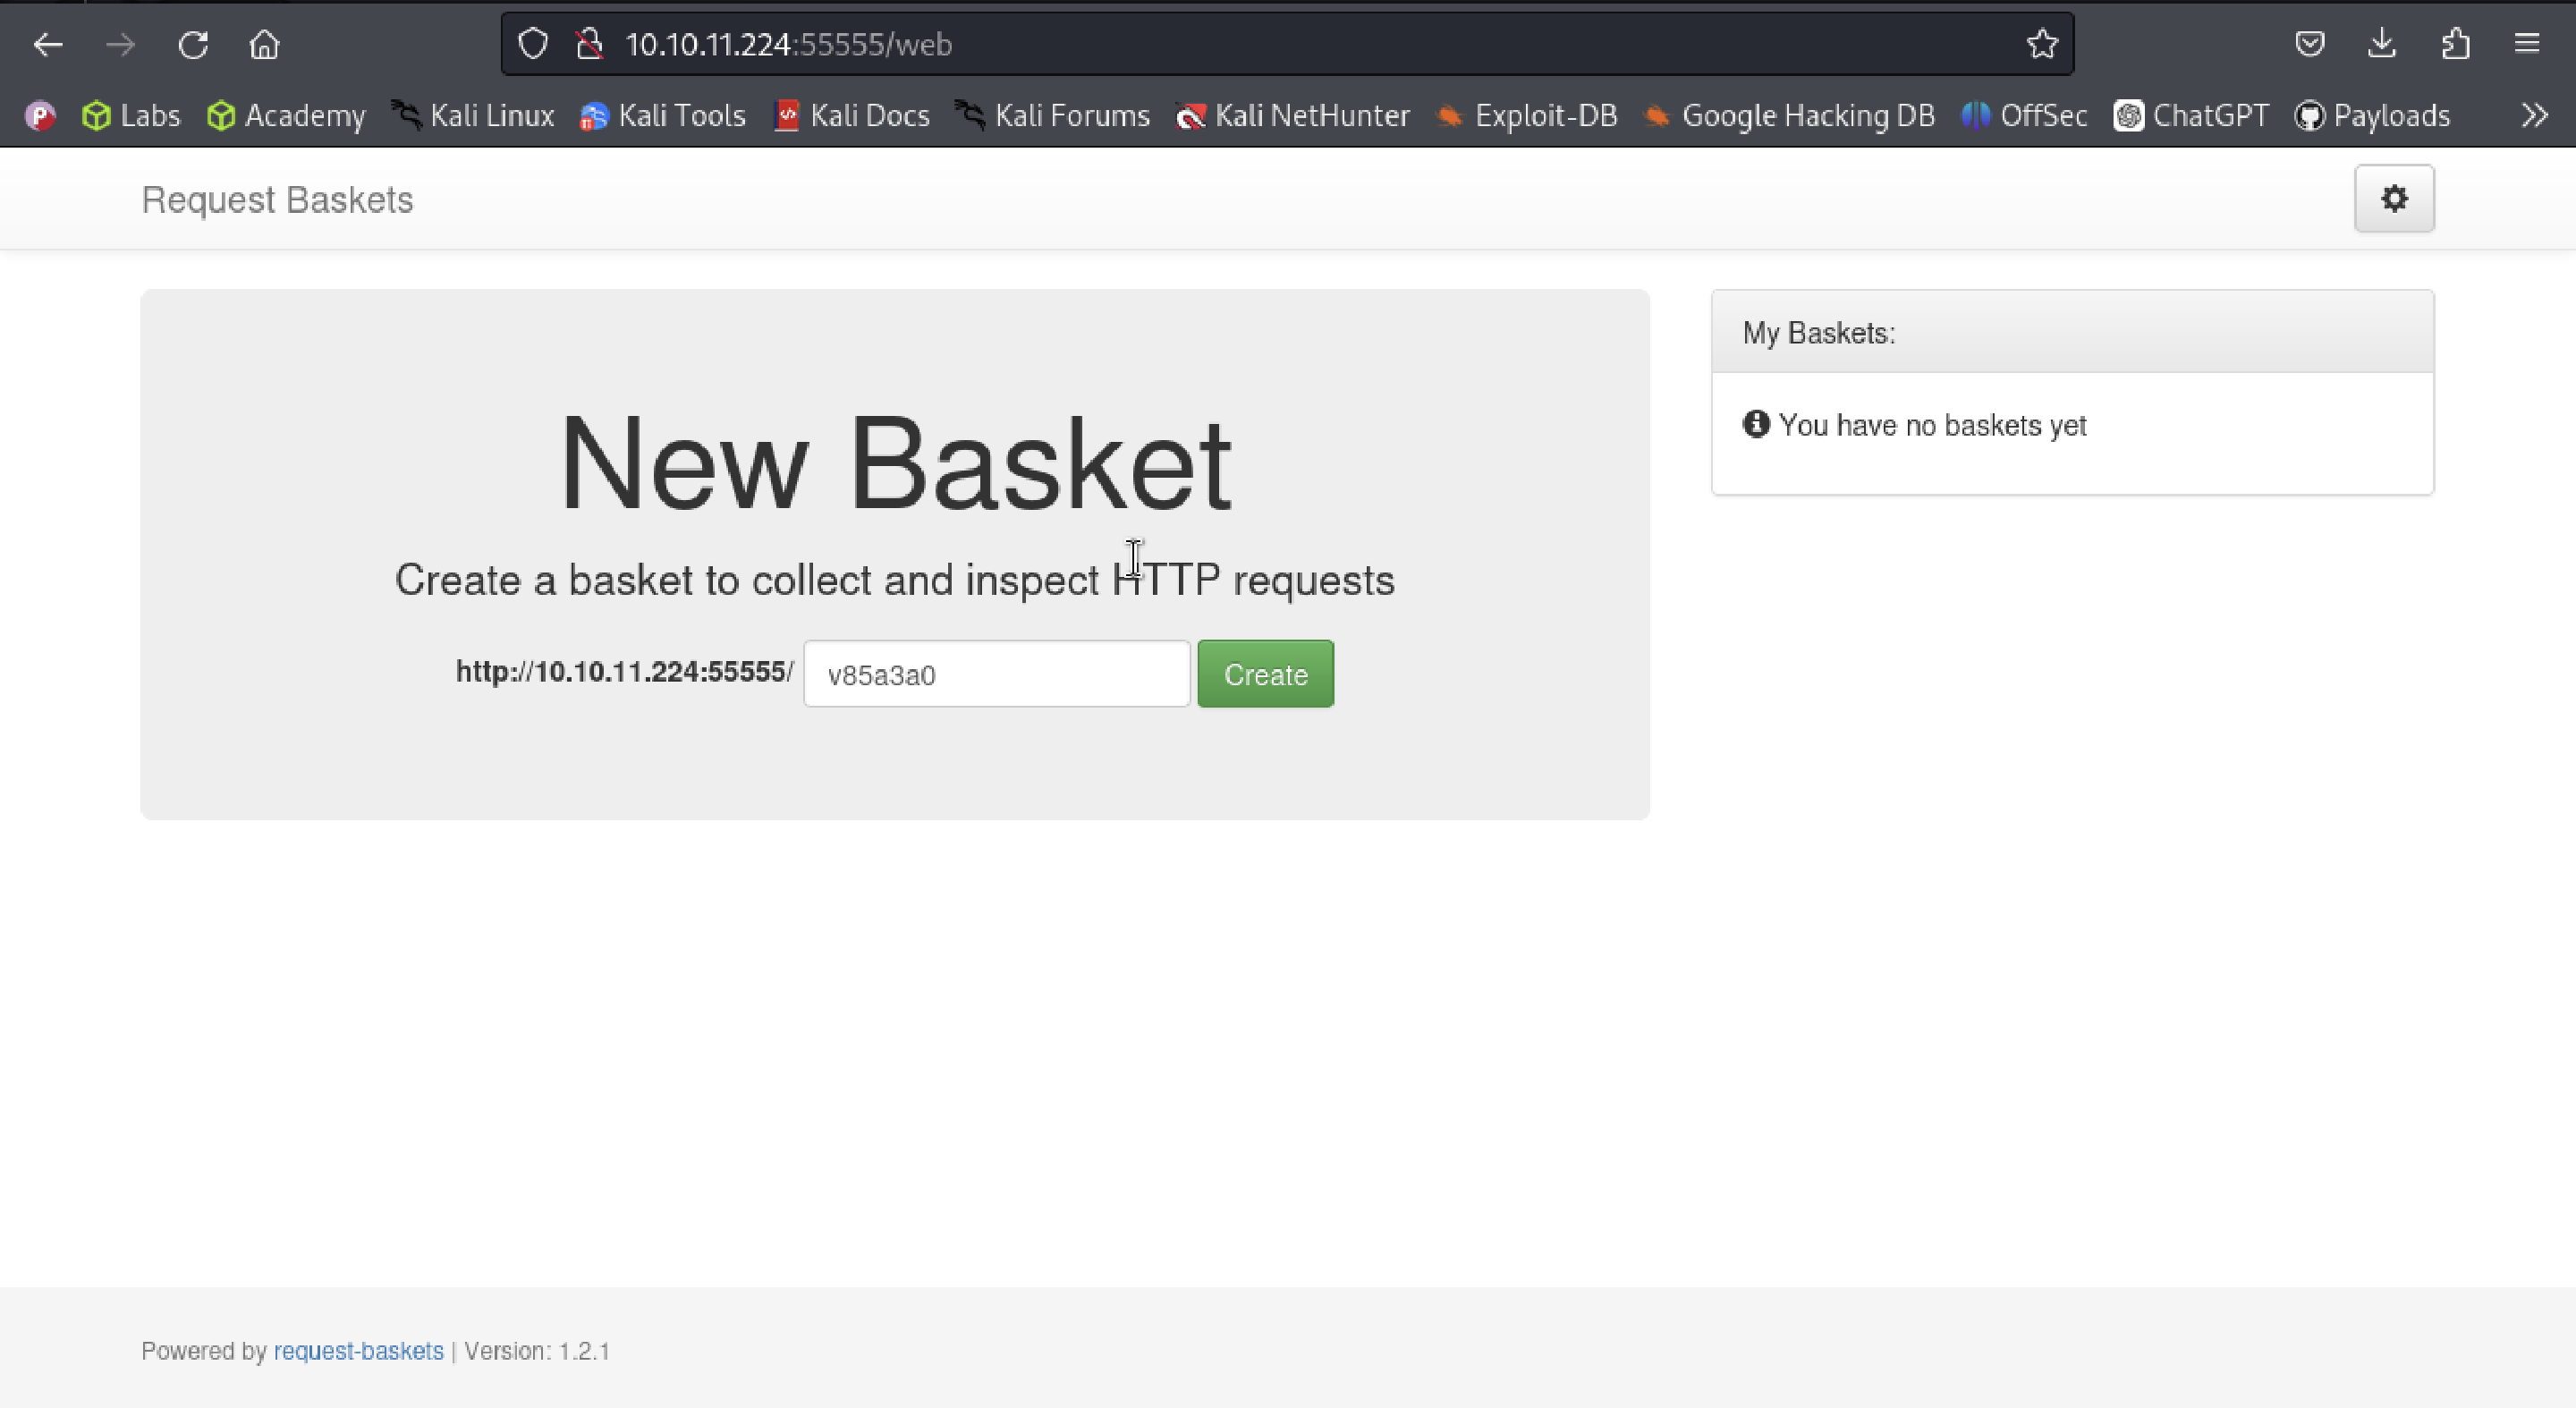 10.10.11.224:55555/web
Labs Academy Kali Linux Kali Tools Kali Docs Kali Forums Kali NetHunter Exploit-DB Google Hacking DB OffSec ChatGPT Payloads
Request Baskets
New Basket
Create a basket to collect and inspect HTTP requests
http://10.10.11.224:55555/ v85a3a0 Create
My Baskets:
You have no baskets yet
Powered by request-baskets | Version: 1.2.1